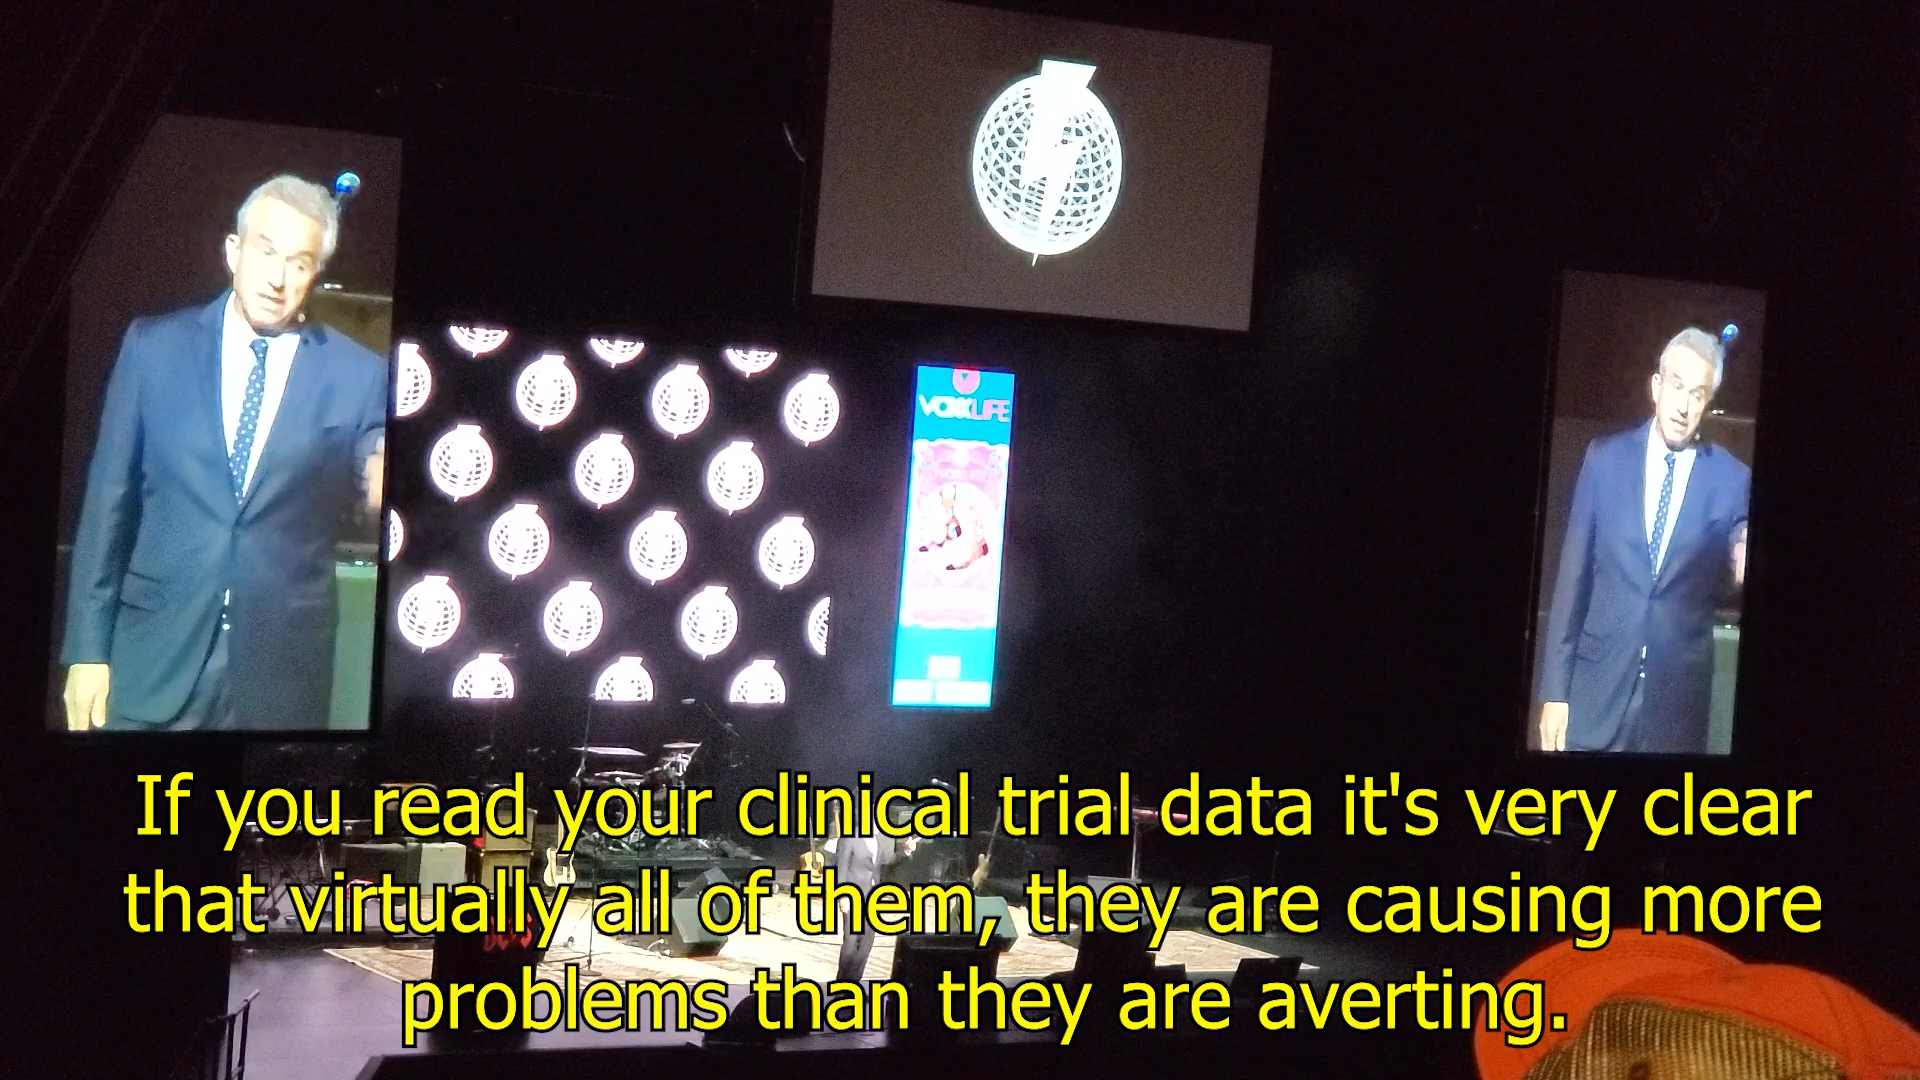 VOXXLIFE
If you read your clinical trial data it's very clear
that virtually all of them, they are causing more
problems than they are averting.